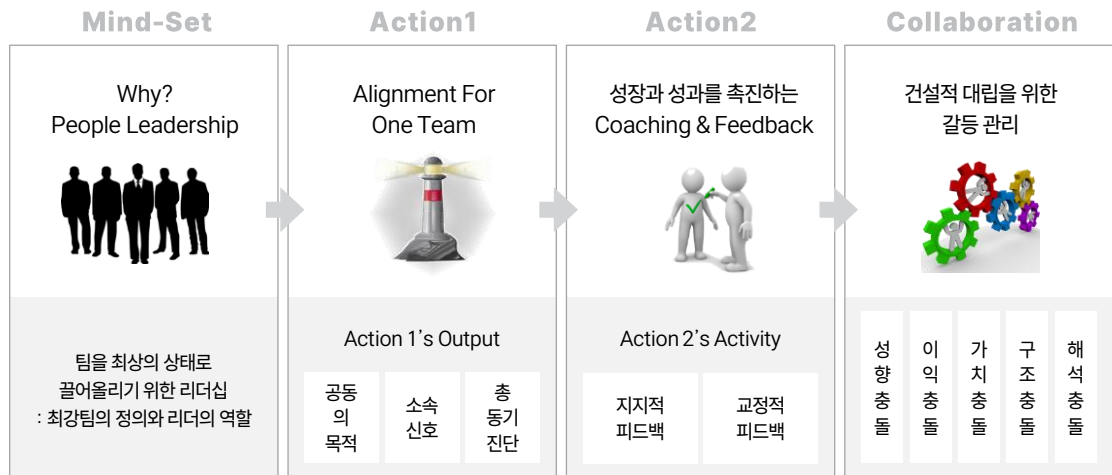 Mind-Set
Why?
People Leadership
팀을 최상의 상태로
끌어올리기 위한 리더십
: 최강팀의 정의와 리더의 역할
Action1
Alignment For
One Team
Action 1's Output
공동
의
목적
소속
신호
총
동기
진단
Action2
성장과 성과를 촉진하는
Coaching & Feedback
Action 2's Activity
지지적
피드백
교정적
피드백
Collaboration
건설적 대립을 위한
갈등 관리
성향충돌
이익충돌
가치충돌
구조충돌
해석충돌